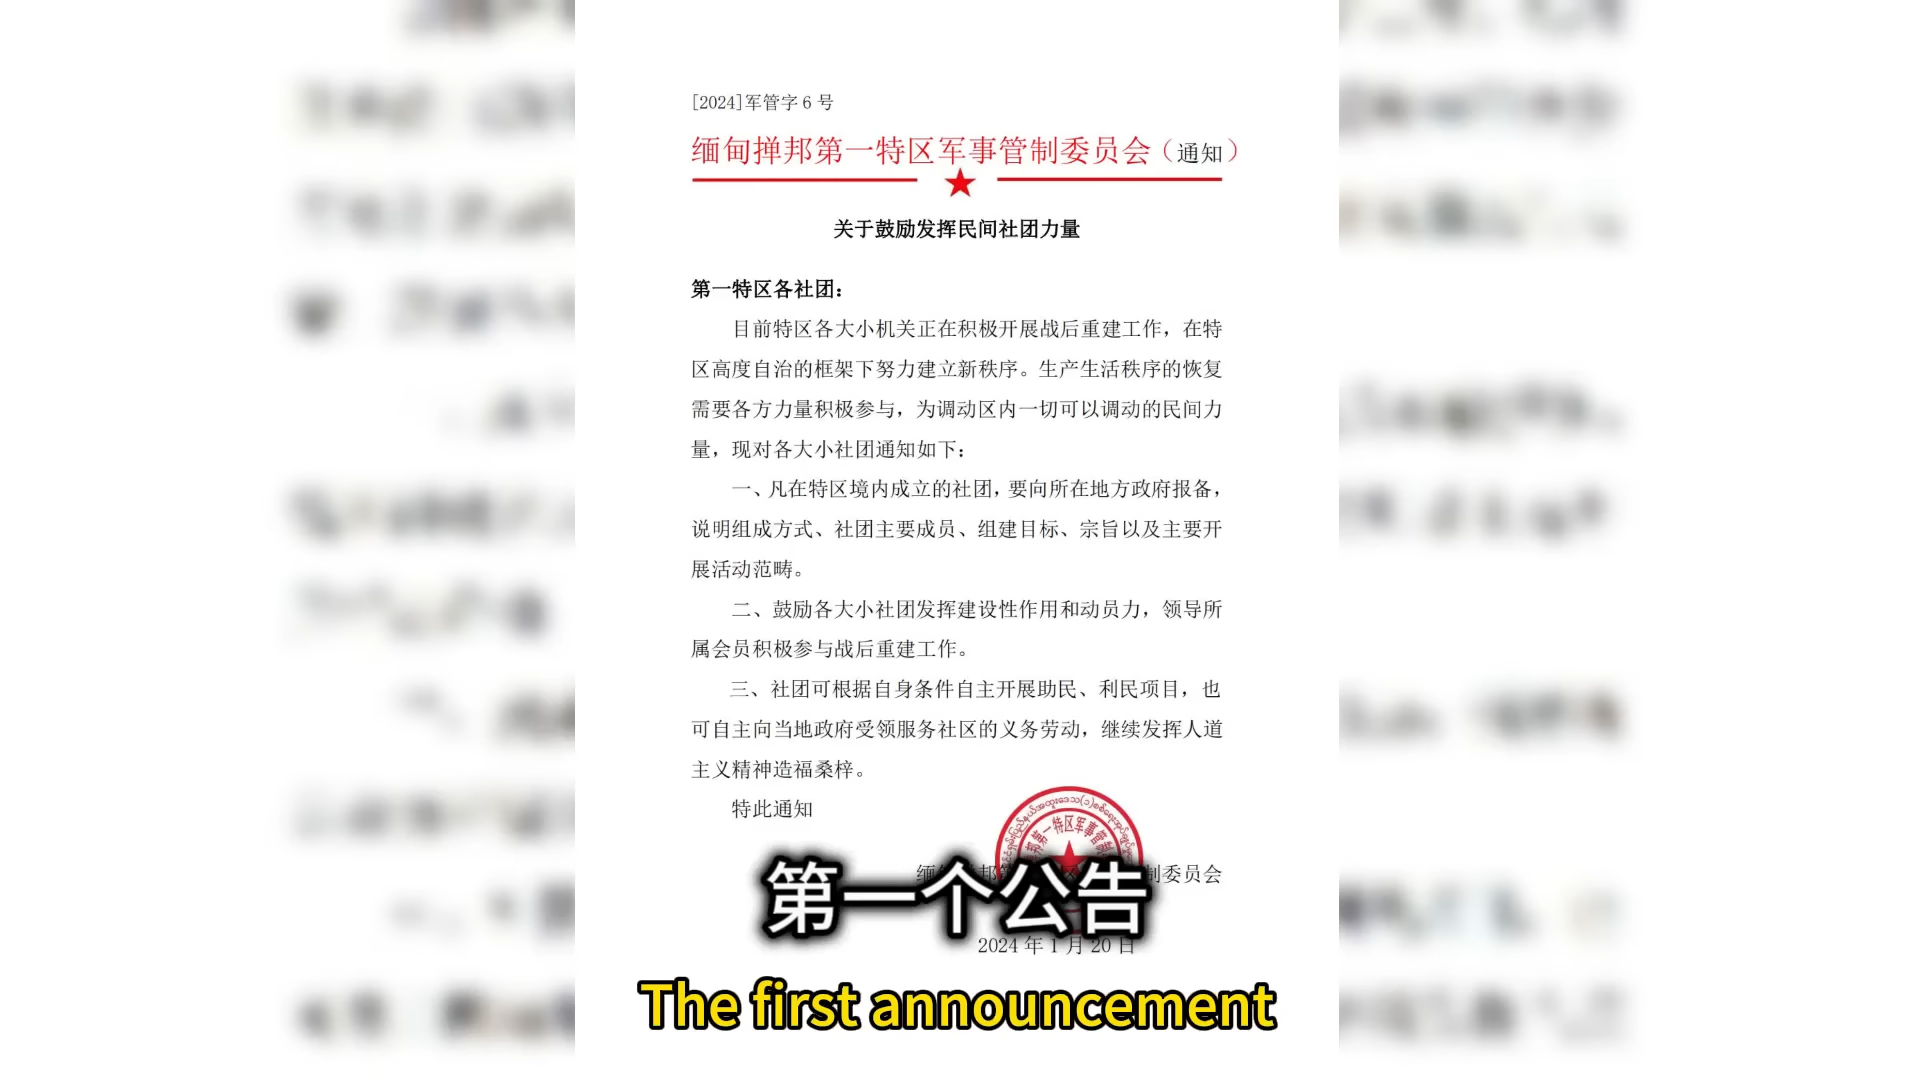 [2024]军管字 6 号
缅甸掸邦第一特区军事管制委员会（通知）
关于鼓励发挥民间社团力量
第一特区各社团：
目前特区各大小机关正在积极开展战后重建工作，在特
区高度自治的框架下努力建立新秩序。生产生活秩序的恢复
需要各方力量积极参与，为调动区内一切可以调动的民间力
量，现对各大小社团通知如下：
一、凡在特区境内成立的社团，要向所在地方政府报备，
说明组成方式、社团主要成员、组建目标、宗旨以及主要开
展活动范畴。
二、鼓励各大小社团发挥建设性作用和动员力，领导所
属会员积极参与战后重建工作。
三、社团可根据自身条件自主开展助民、利民项目，也
可自主向当地政府受领服务社区的义务劳动，继续发挥人道
主义精神造福桑梓。
特此通知
第一特区军事管制
制委员会
第一个公告
2024 年 1 月 20 日
The first announcement